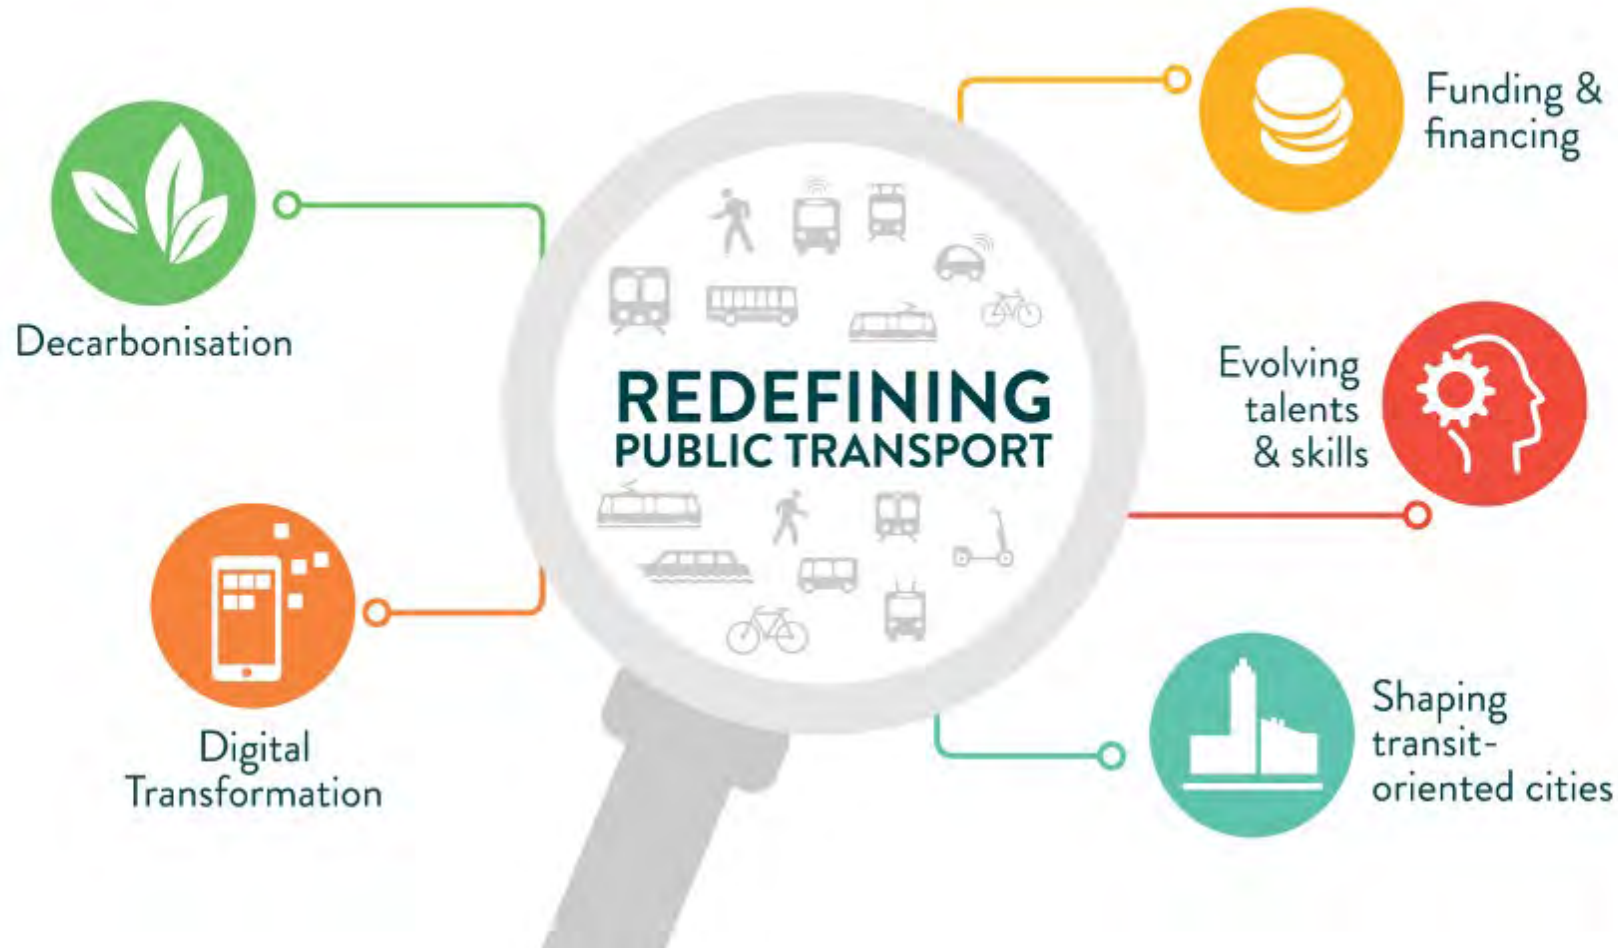 Funding &
financing
Decarbonisation
REDEFINING
PUBLIC TRANSPORT
Evolving
talents
& skills
Digital
Transformation
Shaping
transit-
oriented cities